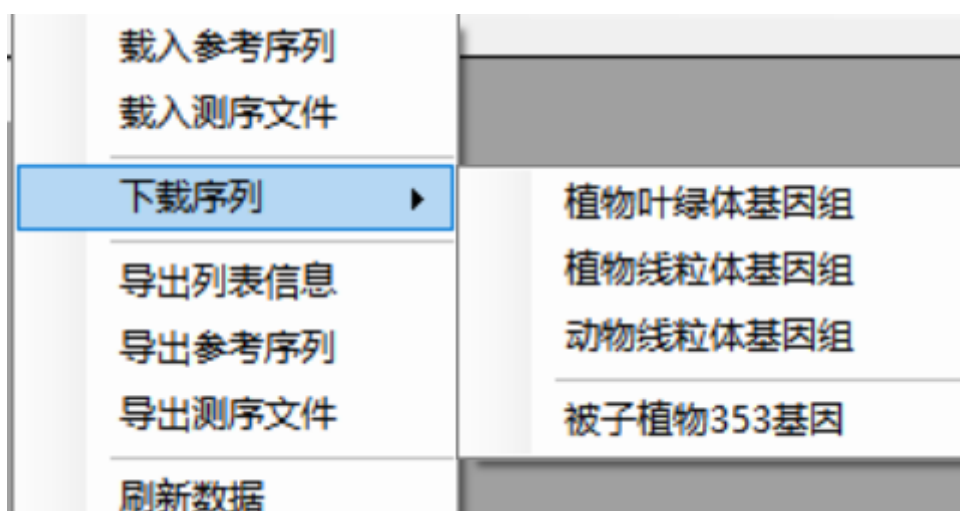 载入参考序列
载入测序文件
下载序列
植物叶绿体基因组
植物线粒体基因组
动物线粒体基因组
被子植物353基因
导出列表信息
导出参考序列
导出测序文件
刷新数据